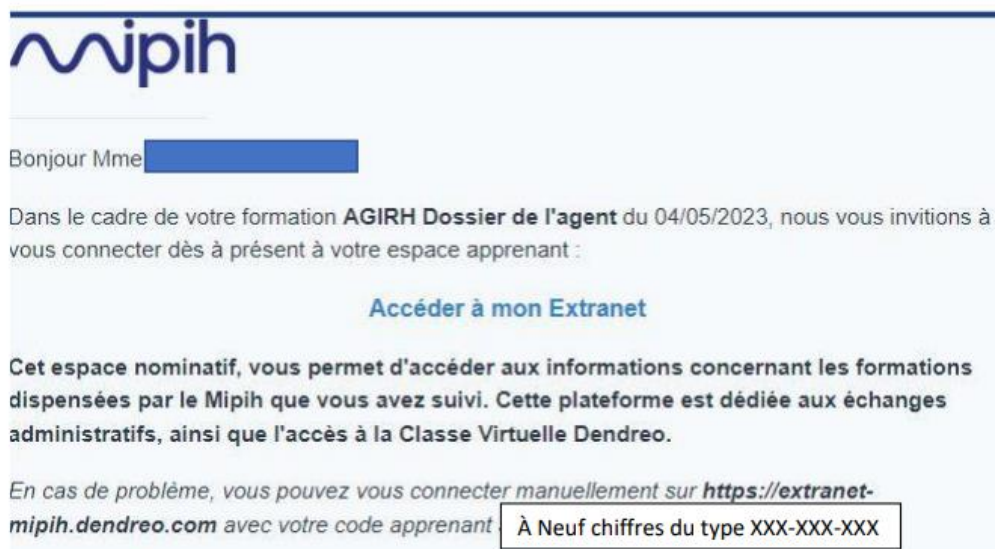 mipih
Bonjour Mme
Dans le cadre de votre formation AGIRH Dossier de l'agent du 04/05/2023, nous vous invitions à
vous connecter dès à présent à votre espace apprenant :
Accéder à mon Extranet
Cet espace nominatif, vous permet d'accéder aux informations concernant les formations
dispensées par le Mipih que vous avez suivi. Cette plateforme est dédiée aux échanges
administratifs, ainsi que l'accès à la Classe Virtuelle Dendreo.
En cas de problème, vous pouvez vous connecter manuellement sur https://extranet-
mipih.dendreo.com avec votre code apprenant À Neuf chiffres du type XXX-XXX-XXX